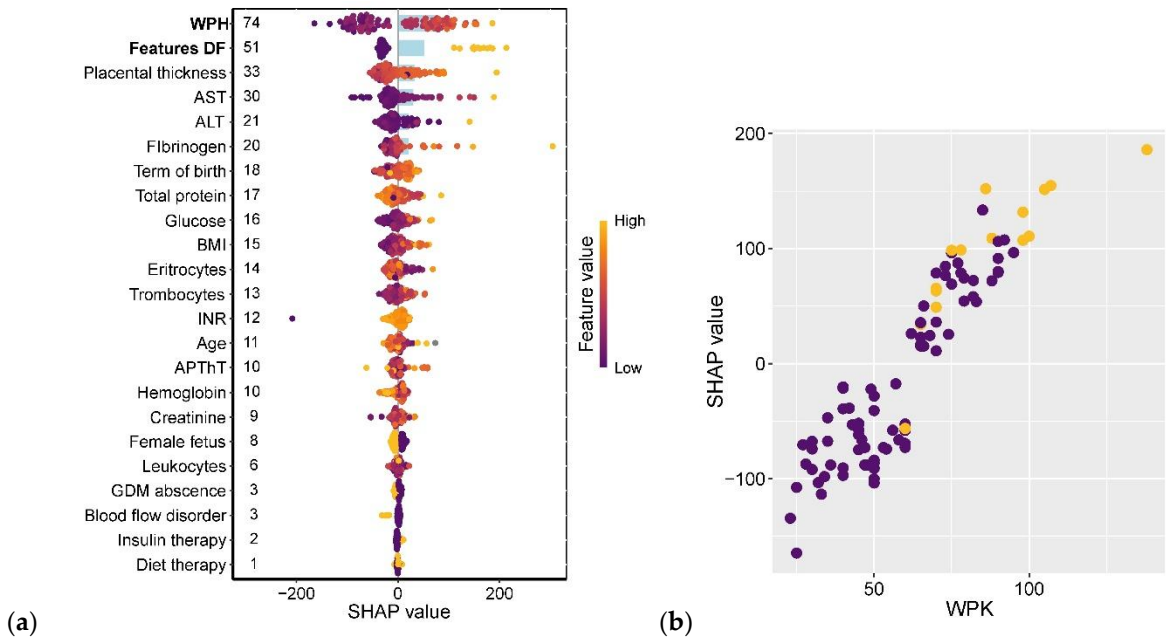 WPH 74
Features DF 51
Placental thickness 33
AST 30
ALT 21
FIbrinogen 20
Term of birth 18
Total protein 17
Glucose 16
BMI 15
Eritrocytes 14
Trombocytes 13
INR 12
Age 11
APThT 10
Hemoglobin 10
Creatinine 9
Female fetus 8
Leukocytes 6
GDM abscence 3
Blood flow disorder 3
Insulin therapy 2
Diet therapy 1
−200 0 200
SHAP value
High
Feature value
Low
(a)
200
100
0
−100
SHAP value
50 100
WPK
(b)